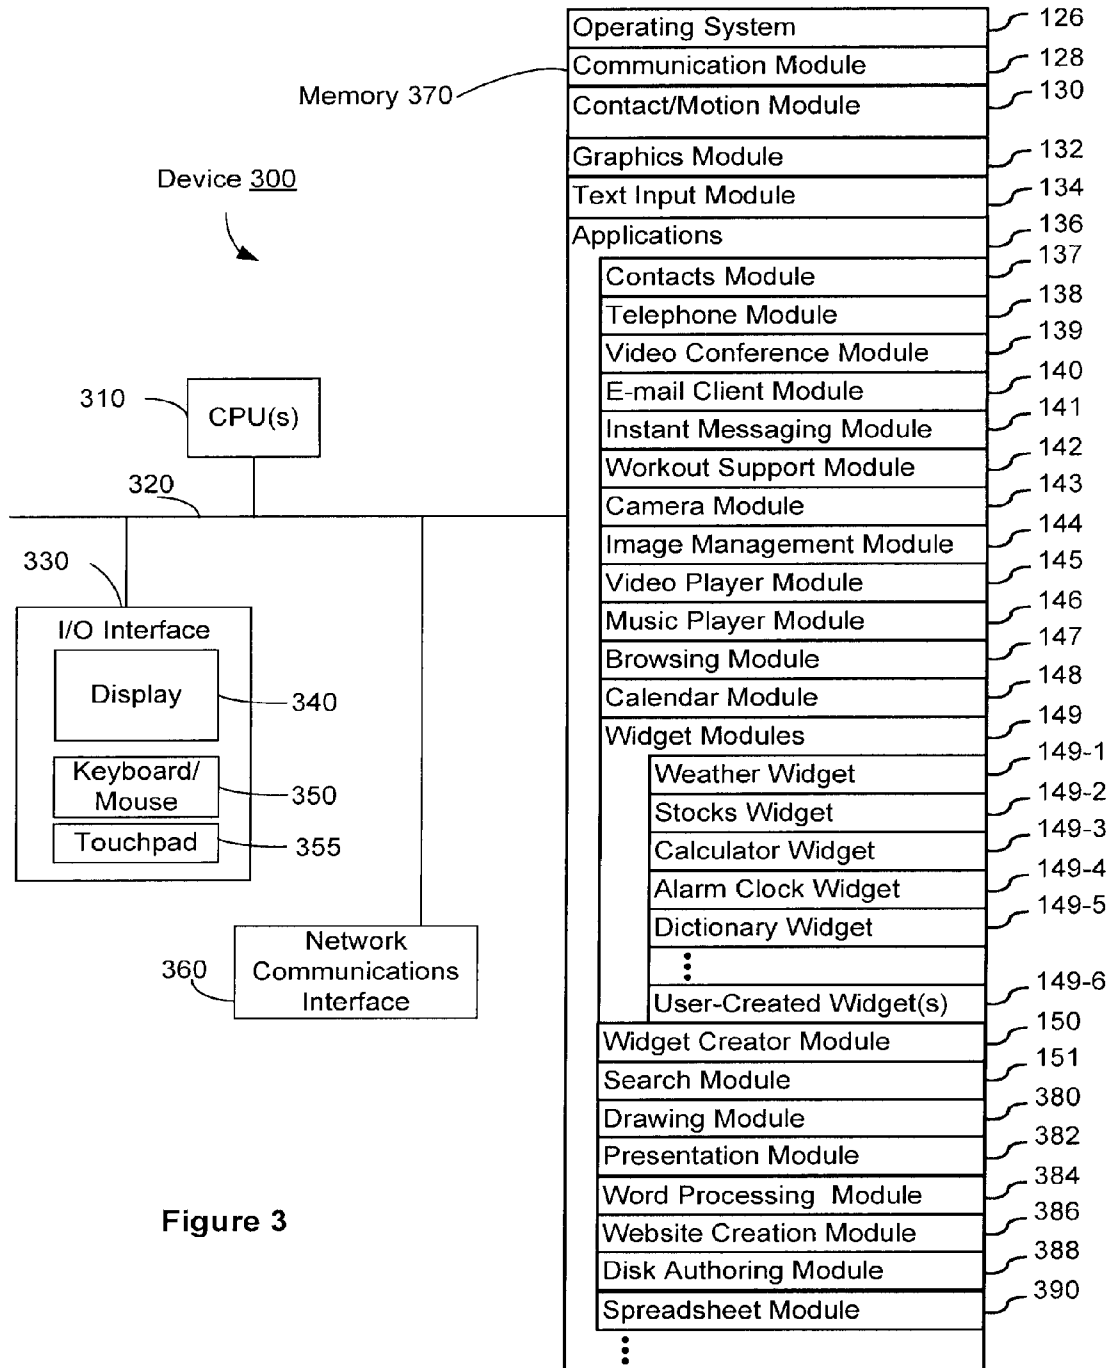 Operating System 126
Communication Module 128
Memory 370
Contact/Motion Module 130
Graphics Module 132
Device 300
Text Input Module 134
Applications 136
Contacts Module 137
Telephone Module 138
Video Conference Module 139
E-mail Client Module 140
Instant Messaging Module 141
Workout Support Module 142
Camera Module 143
Image Management Module 144
Video Player Module 145
Music Player Module 146
Browsing Module 147
Calendar Module 148
Widget Modules 149
Weather Widget 149-1
Stocks Widget 149-2
Calculator Widget 149-3
Alarm Clock Widget 149-4
Dictionary Widget 149-5
User-Created Widget(s) 149-6
Widget Creator Module 150
Search Module 151
Drawing Module 380
Presentation Module 382
Word Processing Module 384
Website Creation Module 386
Disk Authoring Module 388
Spreadsheet Module 390
310
CPU(s)
320
330
I/O Interface
Display
340
Keyboard/
Mouse
350
Touchpad
355
360
Network
Communications
Interface
Figure 3